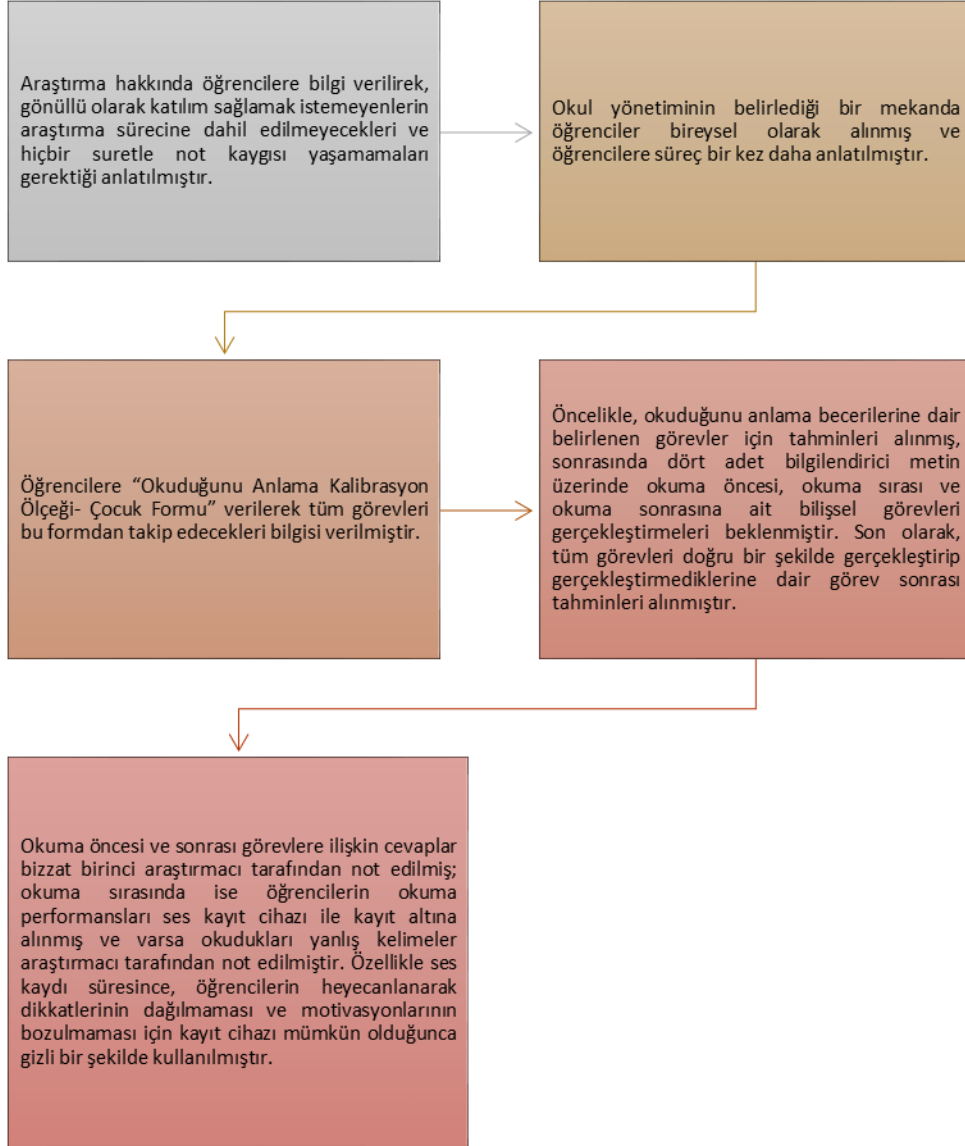 Araştırma hakkında öğrencilere bilgi verilirek,
gönüllü olarak katılım sağlamak istemeyenlerin
araştırma sürecine dahil edilmeyecekleri ve
hiçbir suretle not kaygısı yaşamamaları
gerektiği anlatılmıştır.
Okul yönetiminin belirlediği bir mekanda
öğrenciler bireysel olarak alınmış ve
öğrencilere süreç bir kez daha anlatılmıştır.
Öğrencilere “Okuduğunu Anlama Kalibrasyon
Ölçeği- Çocuk Formu” verilerek tüm görevleri
bu formdan takip edecekleri bilgisi verilmiştir.
Öncelikle, okuduğunu anlama becerilerine dair
belirlenen görevler için tahminleri alınmış,
sonrasında dört adet bilgilendirici metin
üzerinde okuma öncesi, okuma sırası ve
okuma sonrasına ait bilişsel görevleri
gerçekleştirmeleri beklenmiştir. Son olarak,
tüm görevleri doğru bir şekilde gerçekleştirip
gerçekleştirmediklerine dair görev sonrası
tahminleri alınmıştır.
Okuma öncesi ve sonrası görevlere ilişkin cevaplar
bizzat birinci araştırmacı tarafından not edilmiş;
okuma sırasında ise öğrencilerin okuma
performansları ses kayıt cihazı ile kayıt altına
alınmış ve varsa okudukları yanlış kelimeler
araştırmacı tarafından not edilmiştir. Özellikle ses
kaydı süresince, öğrencilerin heyecanlanarak
dikkatlerinin dağılmaması ve motivasyonlarının
bozulmaması için kayıt cihazı mümkün olduğunca
gizli bir şekilde kullanılmıştır.